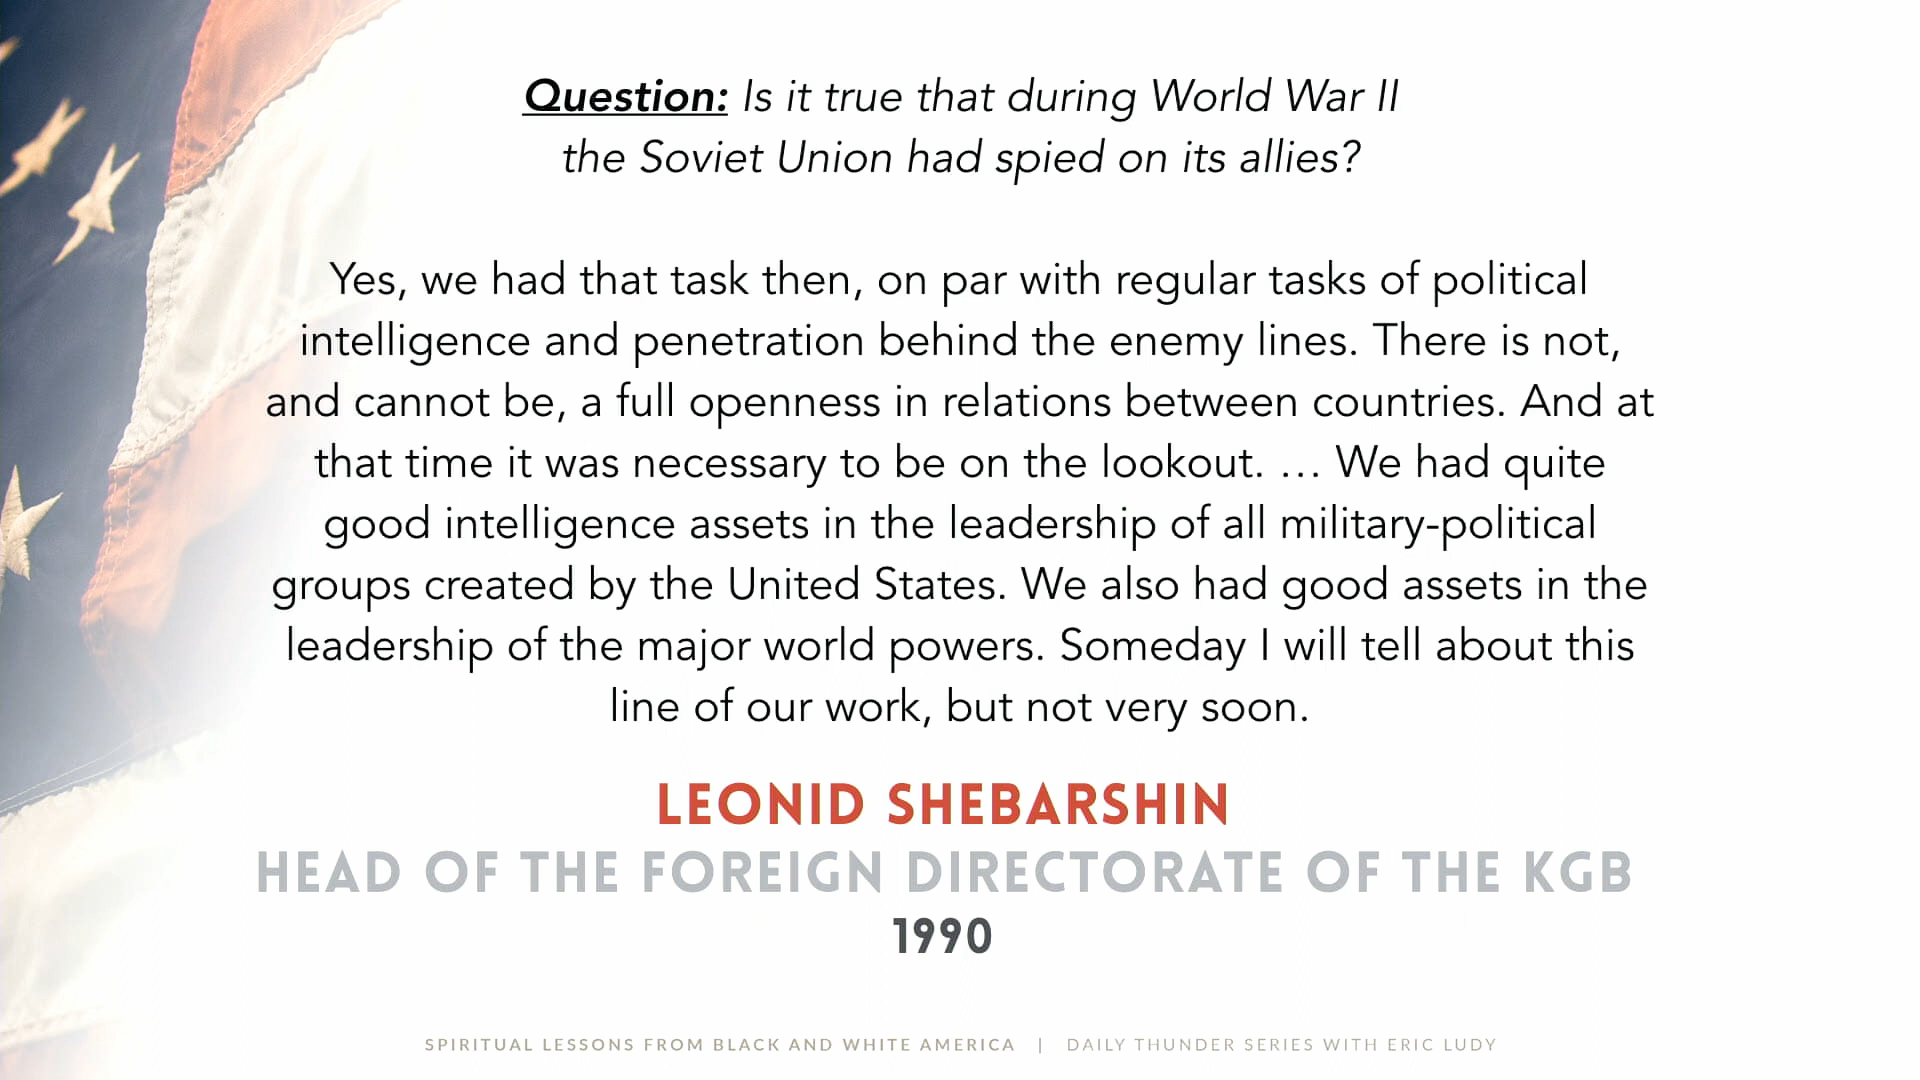 Question: Is it true that during World War II
the Soviet Union had spied on its allies?
Yes, we had that task then, on par with regular tasks of political
intelligence and penetration behind the enemy lines. There is not,
and cannot be, a full openness in relations between countries. And at
that time it was necessary to be on the lookout. … We had quite
good intelligence assets in the leadership of all military-political
groups created by the United States. We also had good assets in the
leadership of the major world powers. Someday I will tell about this
line of our work, but not very soon.
LEONID SHEBARSHIN
HEAD OF THE FOREIGN DIRECTORATE OF THE KGB
1990
SPIRITUAL LESSONS FROM BLACK AND WHITE AMERICA | DAILY THUNDER SERIES WITH ERIC LUDY